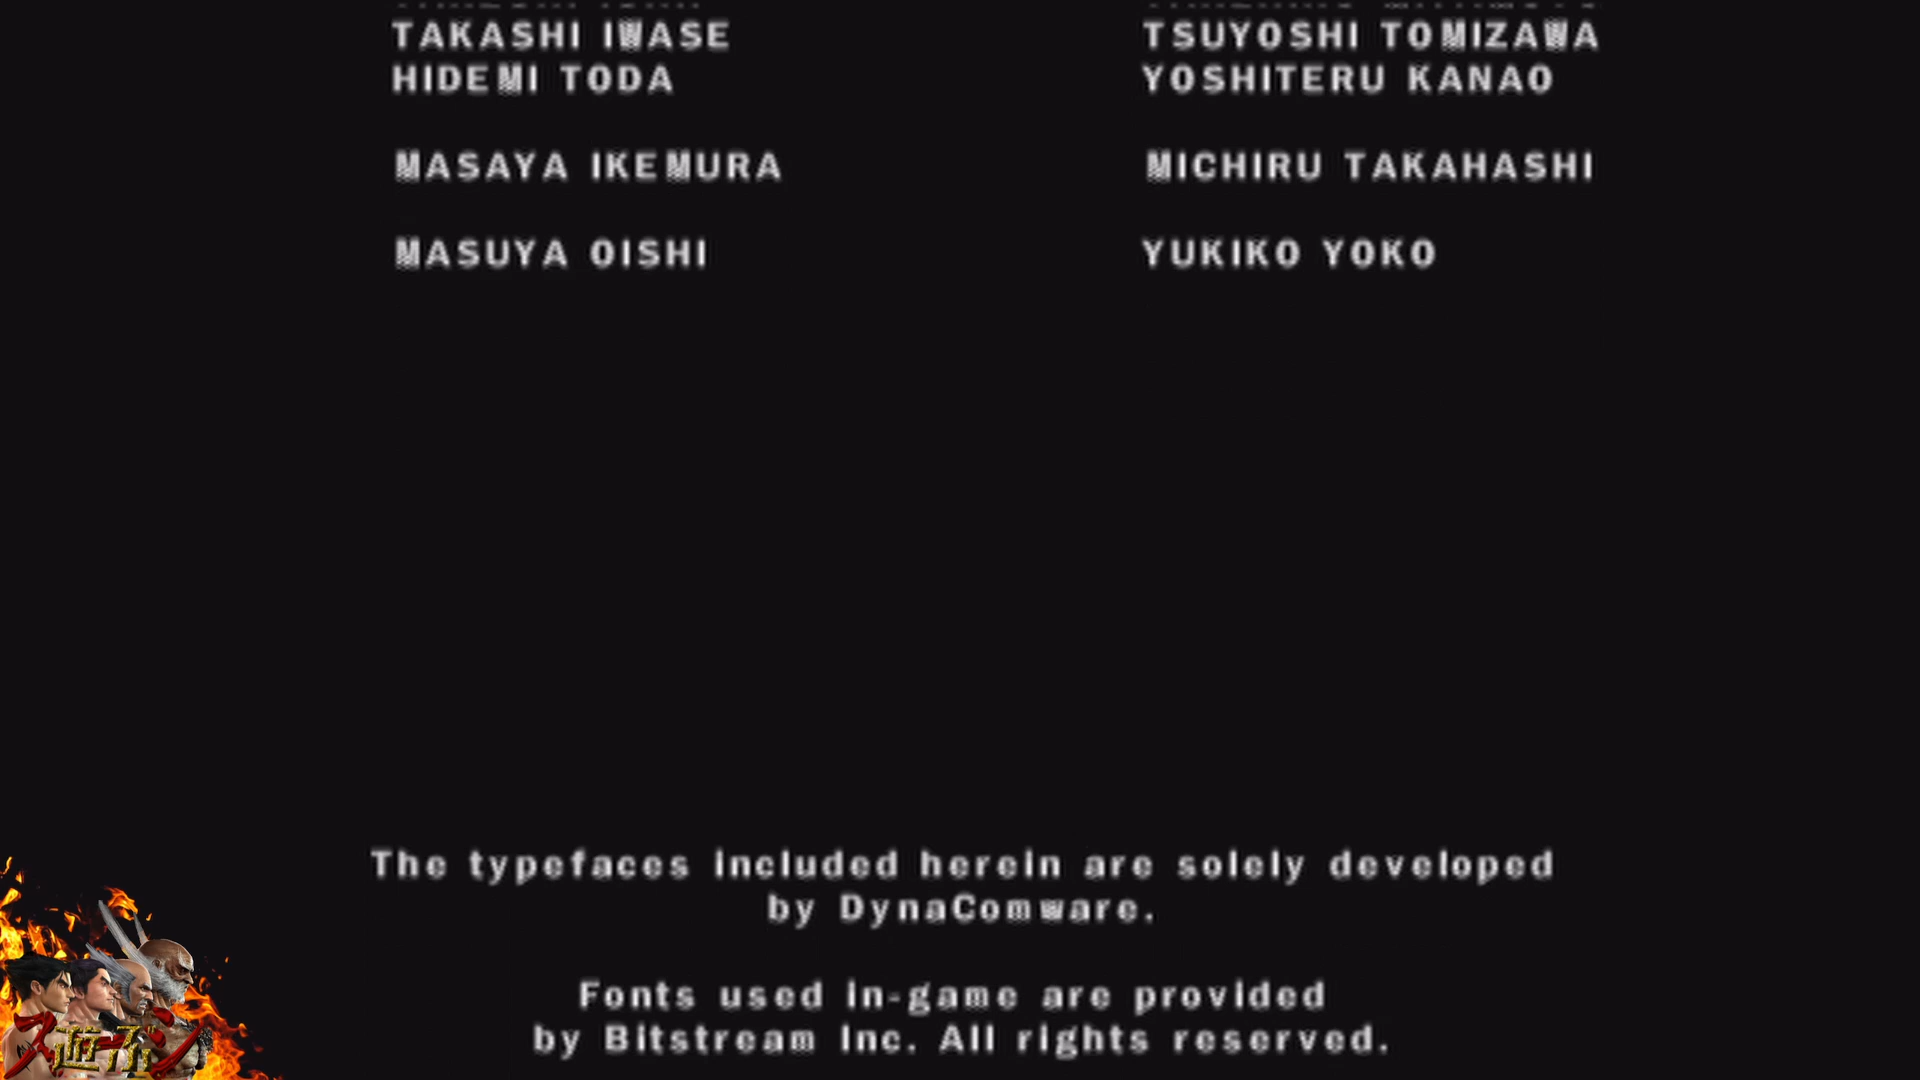 TAKASHI IWASE
TSUYOSHI TOMIZAWA
HIDEMI TODA
YOSHITERU KANAO
MASAYA IKEMURA
MICHIRU TAKAHASHI
MASUYA OISHI
YUKIKO YOKO
The typefaces included herein are solely developed
by DynaComware.
Fonts used in-game are provided
by Bitstream Inc. All rights reserved.